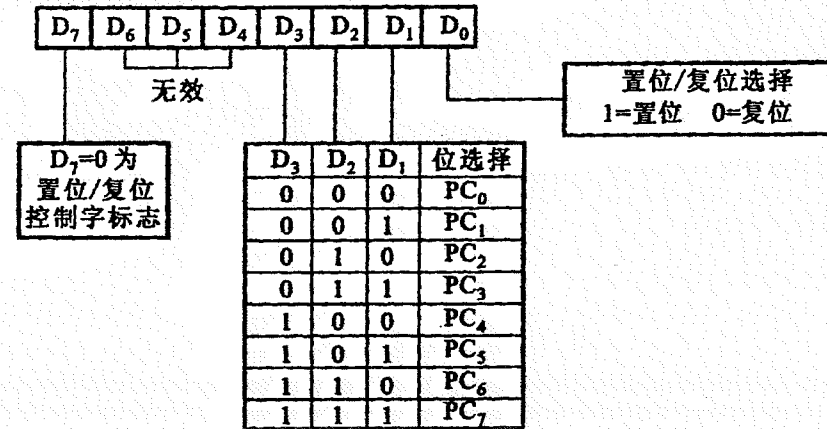 D₇ D₆ D₅ D₄ D₃ D₂ D₁ D₀
无效
置位/复位选择
1=置位 0=复位
D₇=0 为
置位/复位
控制字标志
D₃ D₂ D₁ 位选择
0 0 0 PC₀
0 0 1 PC₁
0 1 0 PC₂
0 1 1 PC₃
1 0 0 PC₄
1 0 1 PC₅
1 1 0 PC₆
1 1 1 PC₇